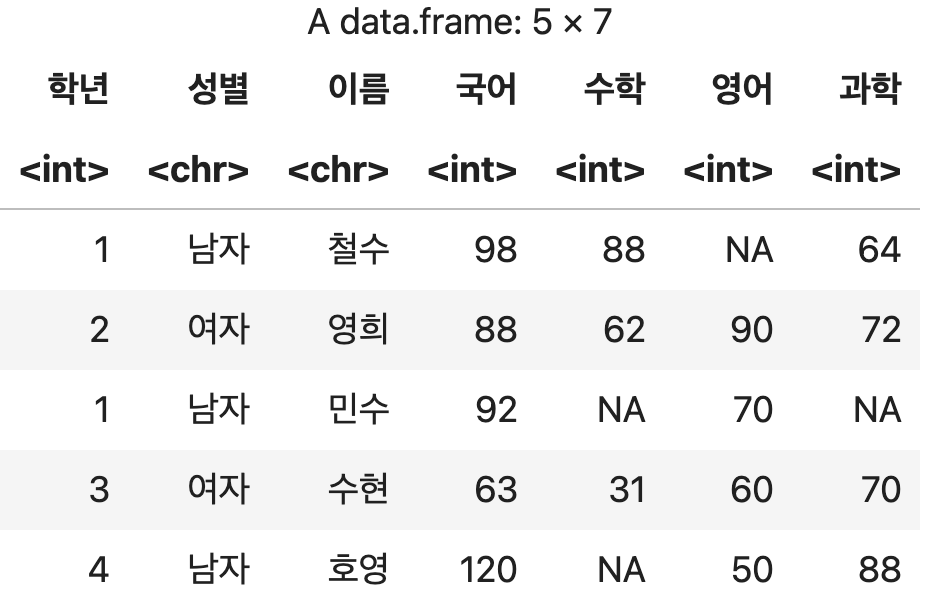 A data.frame: 5 × 7
학년 성별 이름 국어 수학 영어 과학
<int> <chr> <chr> <int> <int> <int> <int>
1 남자 철수 98 88 NA 64
2 여자 영희 88 62 90 72
1 남자 민수 92 NA 70 NA
3 여자 수현 63 31 60 70
4 남자 호영 120 NA 50 88